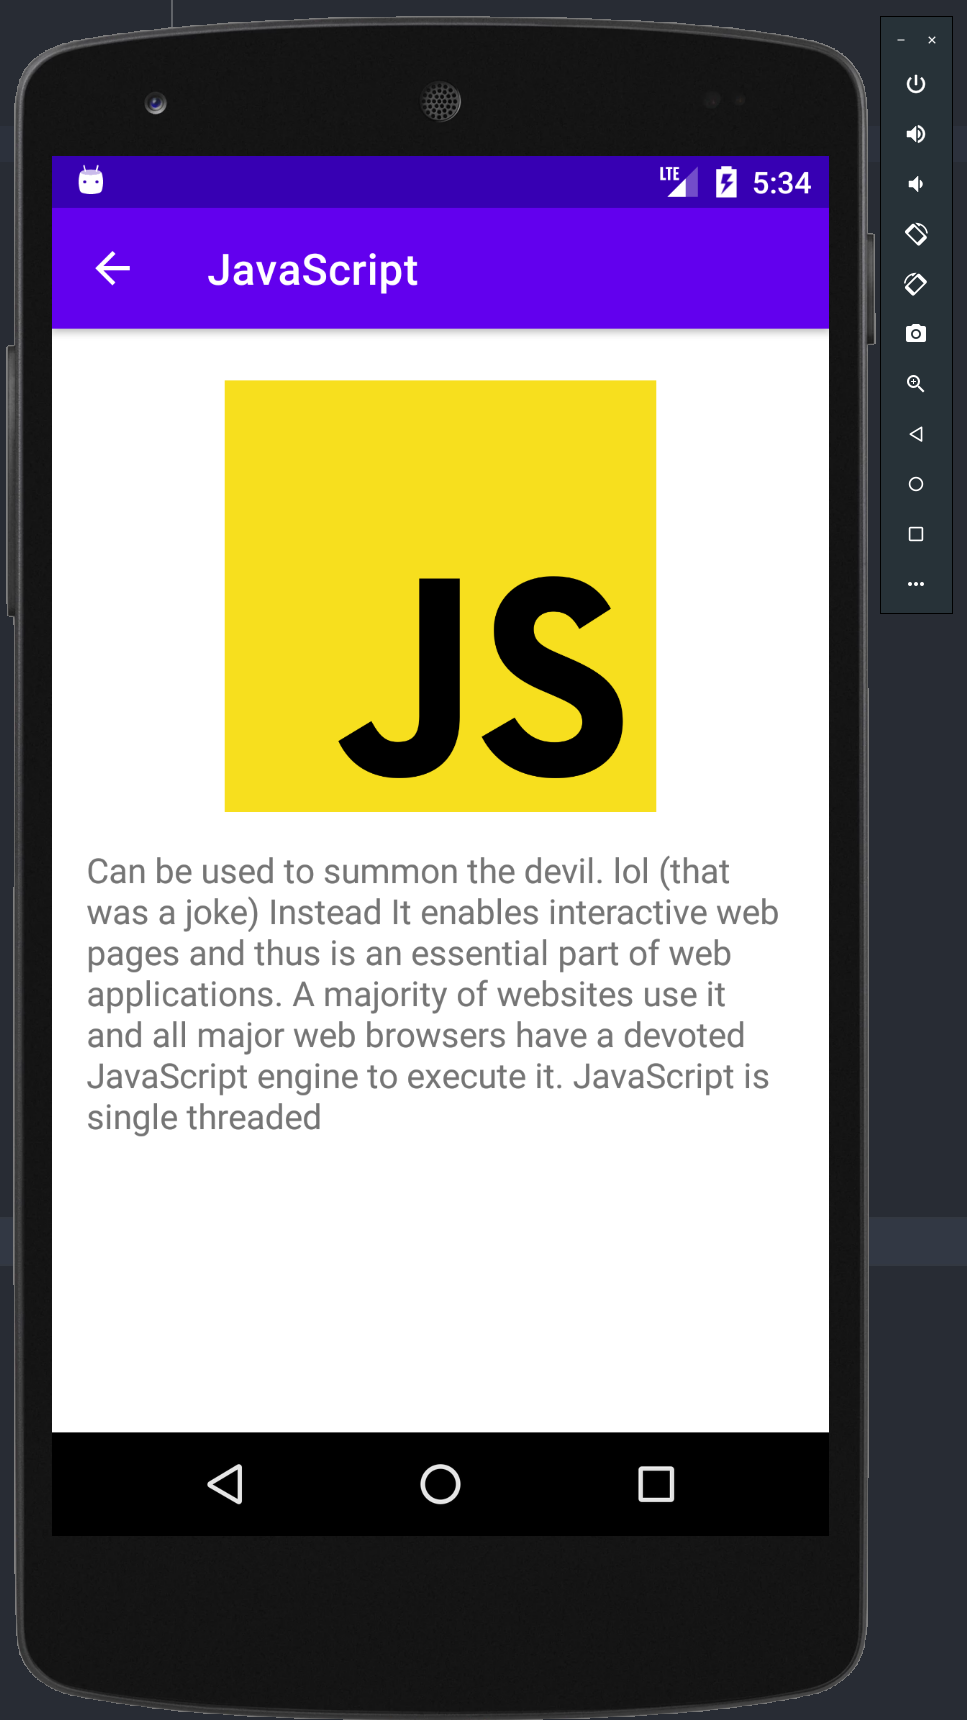 LTE 5:34
JavaScript
JS
Can be used to summon the devil. lol (that
was a joke) Instead It enables interactive web
pages and thus is an essential part of web
applications. A majority of websites use it
and all major web browsers have a devoted
JavaScript engine to execute it. JavaScript is
single threaded